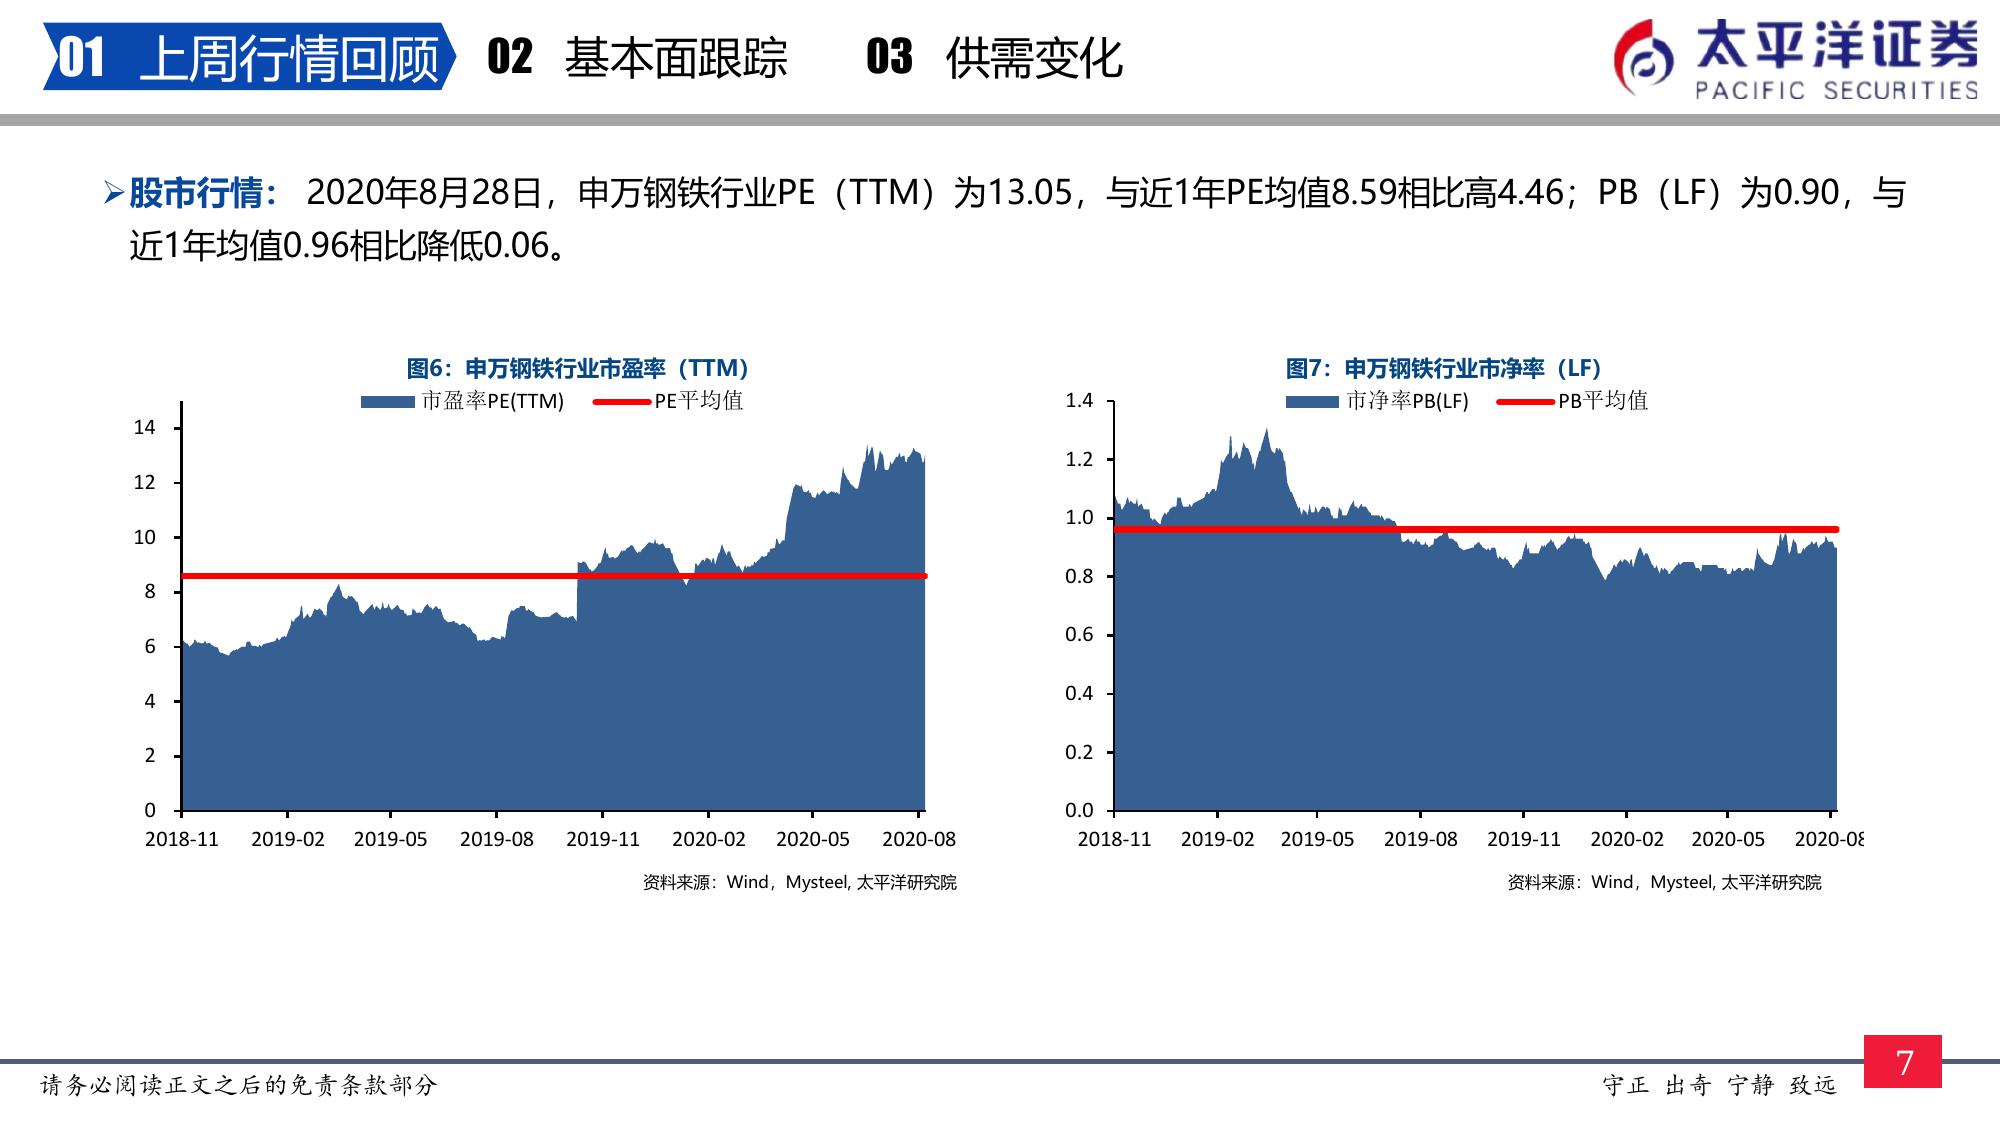 01 上周行情回顾 02 基本面跟踪 03 供需变化
太平洋证券
PACIFIC SECURITIES
股市行情： 2020年8月28日，申万钢铁行业PE（TTM）为13.05，与近1年PE均值8.59相比高4.46；PB（LF）为0.90，与
近1年均值0.96相比降低0.06。
图6：申万钢铁行业市盈率（TTM）
市盈率PE(TTM) PE平均值
14
12
10
8
6
4
2
0
2018-11 2019-02 2019-05 2019-08 2019-11 2020-02 2020-05 2020-08
资料来源：Wind，Mysteel, 太平洋研究院
图7：申万钢铁行业市净率（LF）
市净率PB(LF) PB平均值
1.4
1.2
1.0
0.8
0.6
0.4
0.2
0.0
2018-11 2019-02 2019-05 2019-08 2019-11 2020-02 2020-05 2020-08
资料来源：Wind，Mysteel, 太平洋研究院
请务必阅读正文之后的免责条款部分
守正 出奇 宁静 致远
7